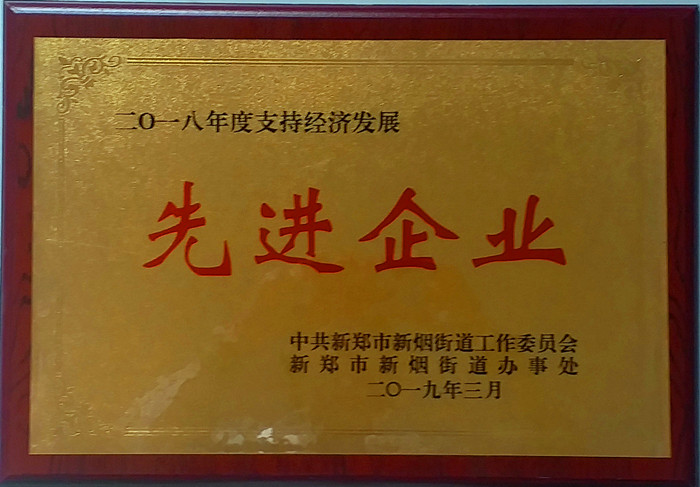 二〇一八年度支持经济发展
先进企业
中共新郑市新烟街道工作委员会
新郑市新烟街道办事处
二〇一九年三月